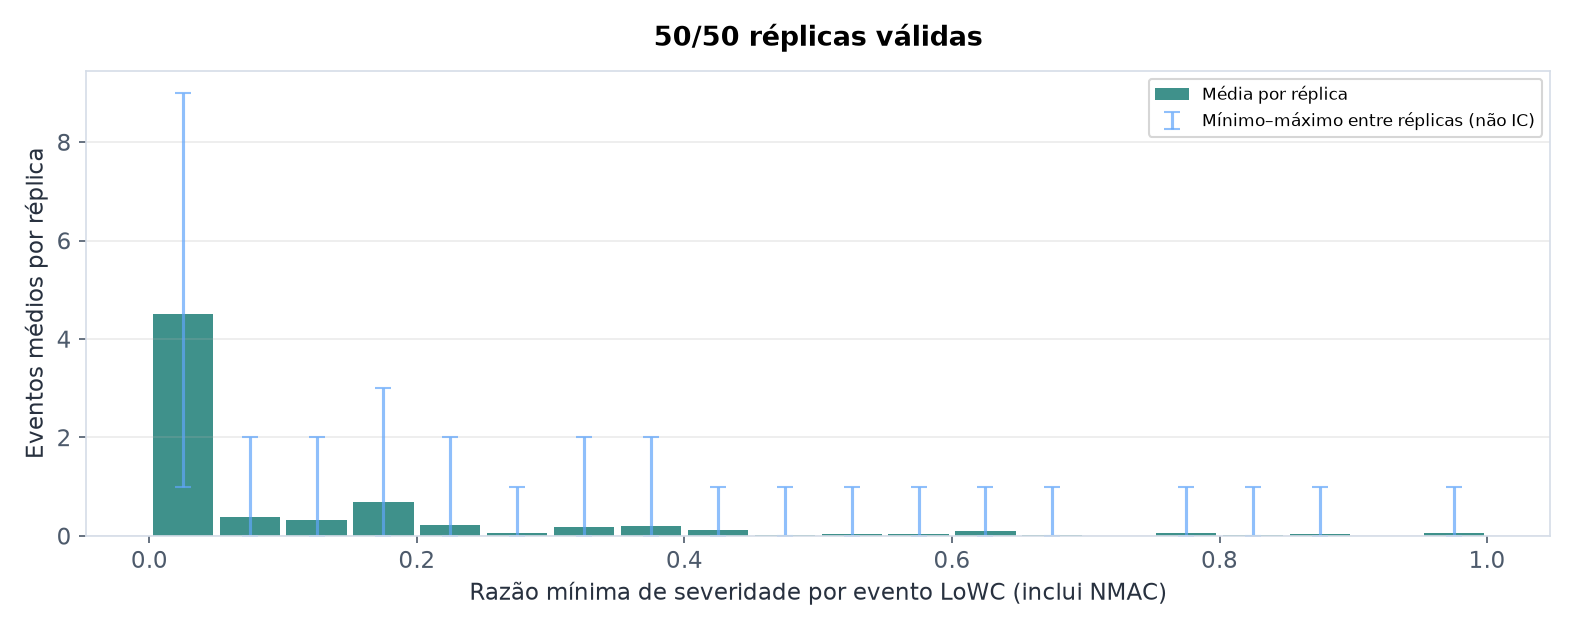 50/50 réplicas válidas
Média por réplica
Mínimo–máximo entre réplicas (não IC)
Eventos médios por réplica
8
6
4
2
0
0.0 0.2 0.4 0.6 0.8 1.0
Razão mínima de severidade por evento LoWC (inclui NMAC)